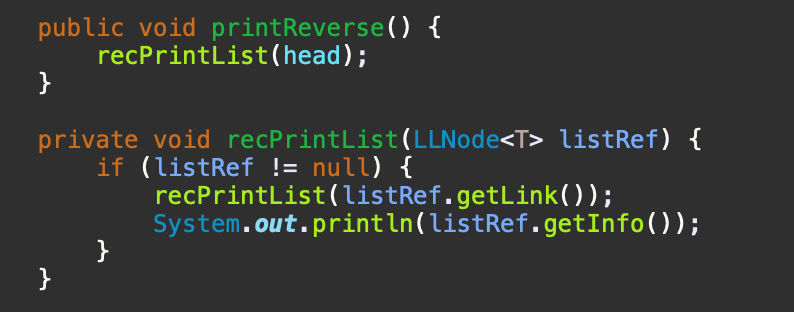 public void printReverse() {
    recPrintList(head);
}

private void recPrintList(LLNode<T> listRef) {
    if (listRef != null) {
        recPrintList(listRef.getLink());
        System.out.println(listRef.getInfo());
    }
}